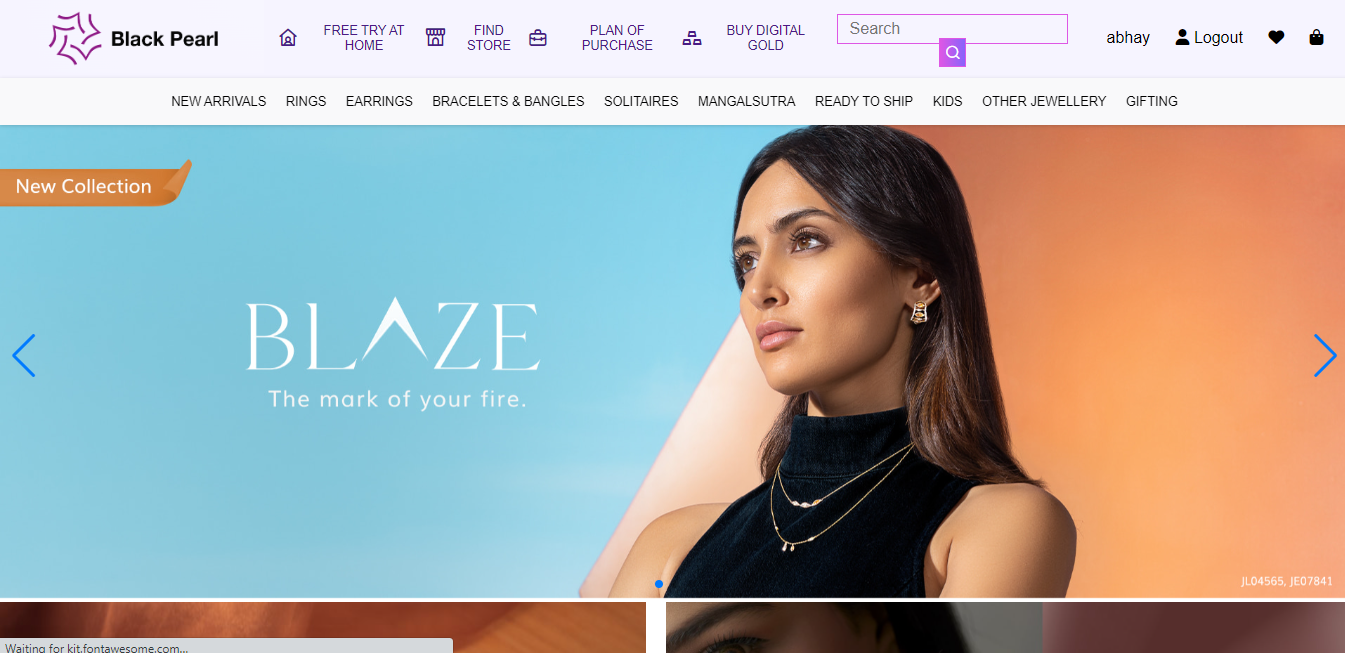 Black Pearl
FREE TRY AT
HOME
FIND
STORE
PLAN OF
PURCHASE
BUY DIGITAL
GOLD
Search
abhay
Logout
NEW ARRIVALS RINGS EARRINGS BRACELETS & BANGLES SOLITAIRES MANGALSUTRA READY TO SHIP KIDS OTHER JEWELLERY GIFTING
New Collection
BLAZE
The mark of your fire.
JL04565, JE07841
Waiting for kit.fontawesome.com...